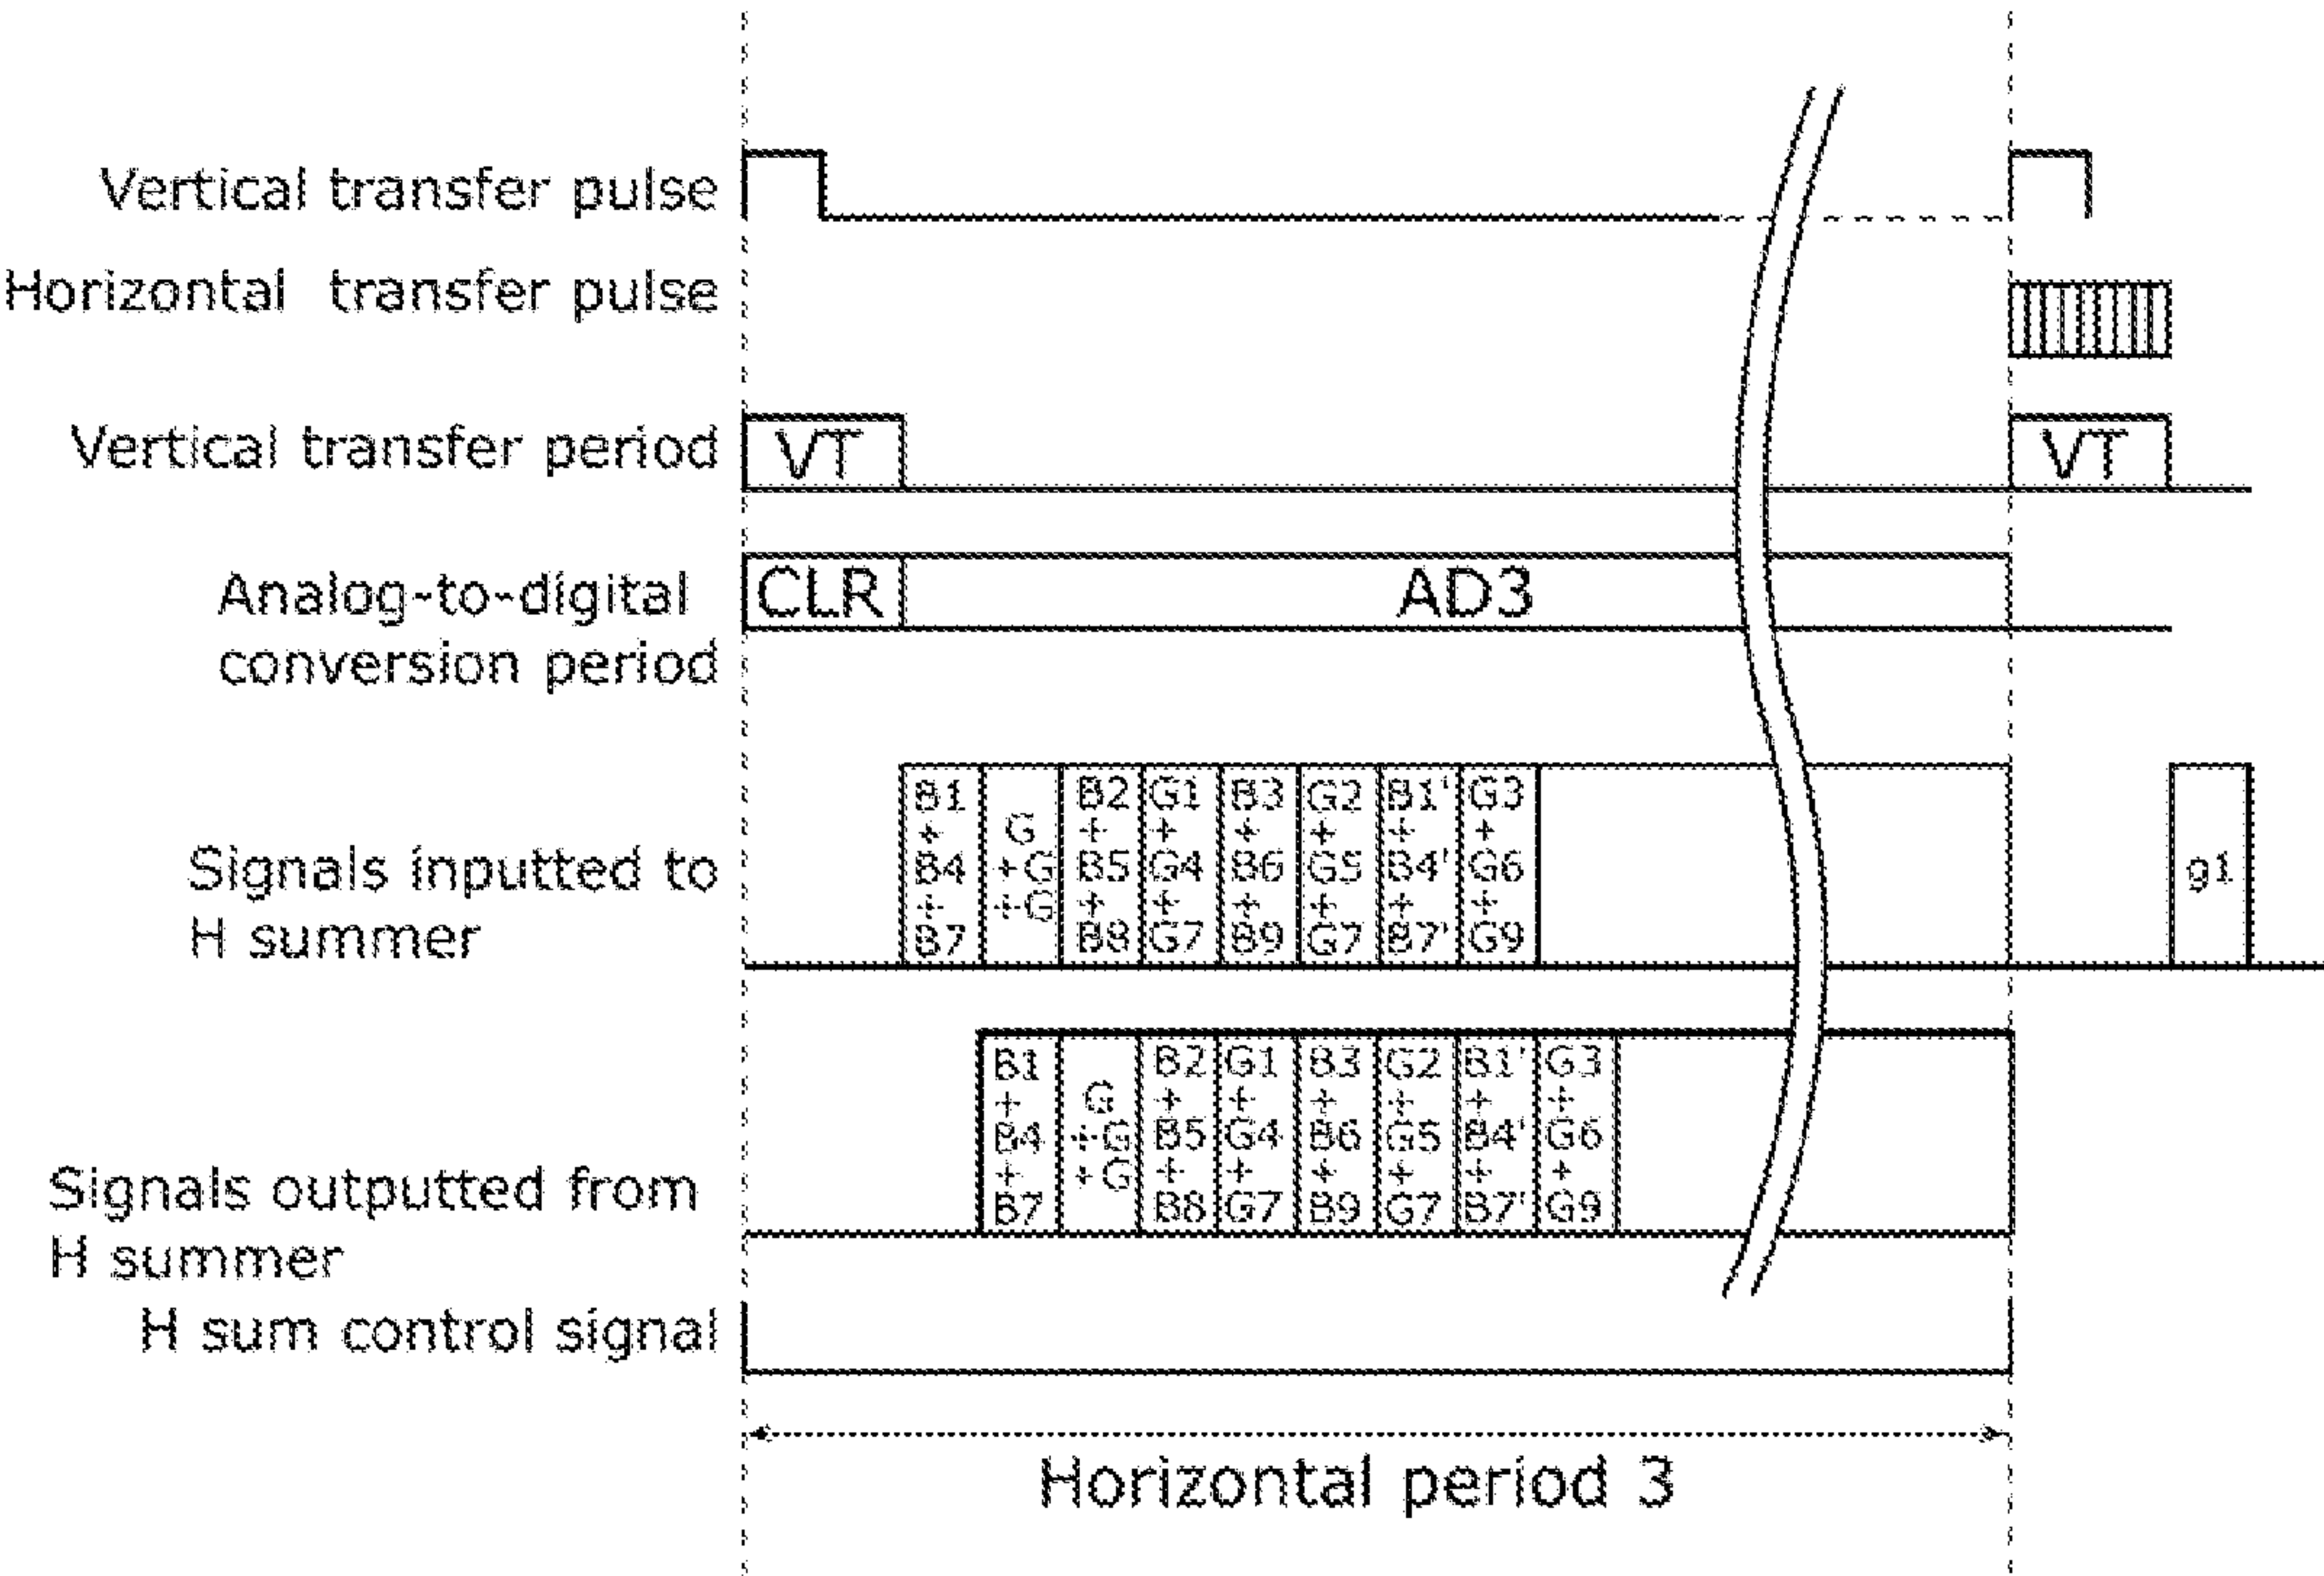 Vertical transfer pulse
Horizontal transfer pulse
Vertical transfer period
VT
VT
Analog-to-digital
conversion period
CLR
AD3
Signals inputted to
H summer
B1 G B2 G1 B3 G2 B1' G3
+ + + + + + +
B4 +G B5 G4 B6 G5 B4' G6
+ +G + + + + + +
B7 B8 G7 B9 G7 B7' G9
g1
Signals outputted from
H summer
B1 G B2 G1 B3 G2 B1' G3
+ + + + + + +
B4 +G B5 G4 B6 G5 B4' G6
+ +G + + + + + +
B7 B8 G7 B9 G7 B7' G9
H sum control signal
Horizontal period 3